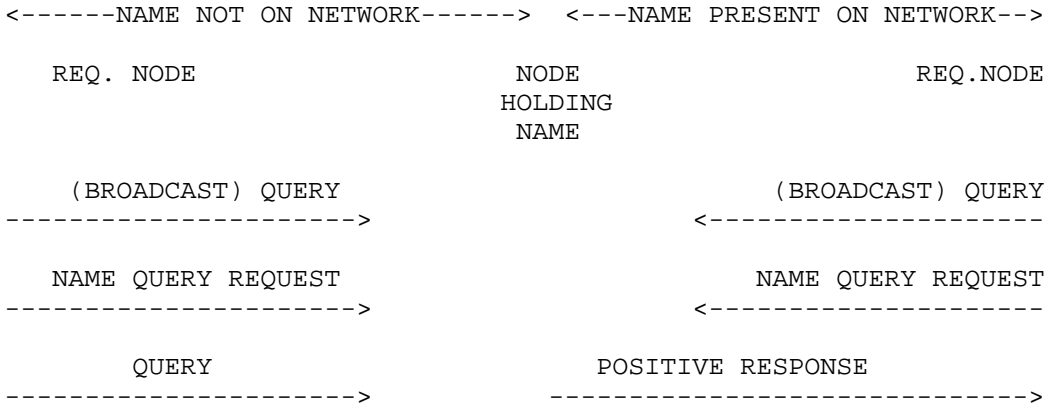 <------NAME NOT ON NETWORK------> <---NAME PRESENT ON NETWORK-->
REQ. NODE NODE REQ.NODE
HOLDING
NAME
(BROADCAST) QUERY (BROADCAST) QUERY
----------------------> <---------------------
NAME QUERY REQUEST NAME QUERY REQUEST
----------------------> <---------------------
QUERY POSITIVE RESPONSE
----------------------> ------------------------------>